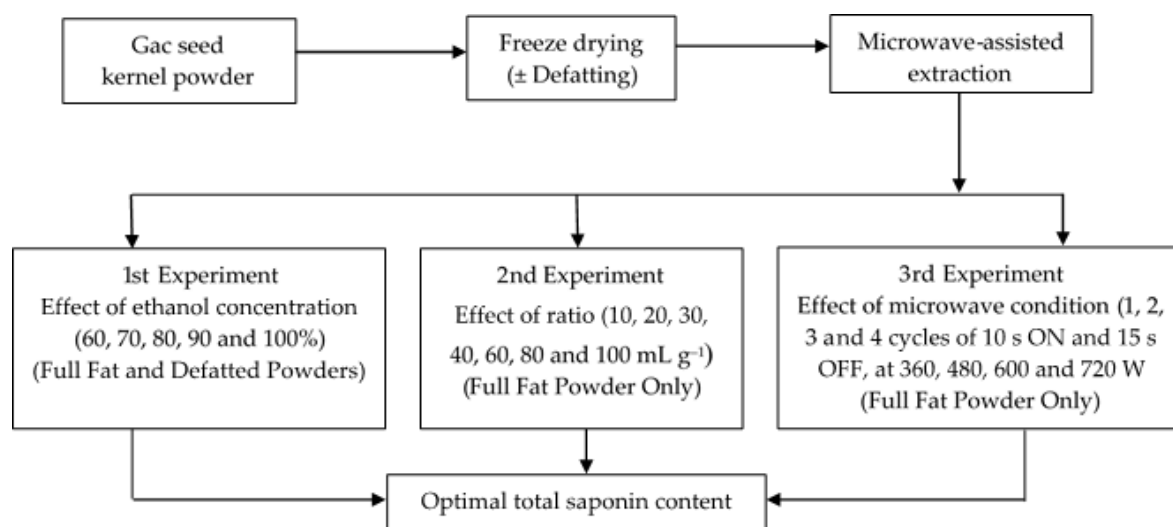 Gac seed
kernel powder
Freeze drying
(± Defatting)
Microwave-assisted
extraction
1st Experiment
Effect of ethanol concentration
(60, 70, 80, 90 and 100%)
(Full Fat and Defatted Powders)
2nd Experiment
Effect of ratio (10, 20, 30,
40, 60, 80 and 100 mL g⁻¹)
(Full Fat Powder Only)
3rd Experiment
Effect of microwave condition (1, 2,
3 and 4 cycles of 10 s ON and 15 s
OFF, at 360, 480, 600 and 720 W
(Full Fat Powder Only)
Optimal total saponin content